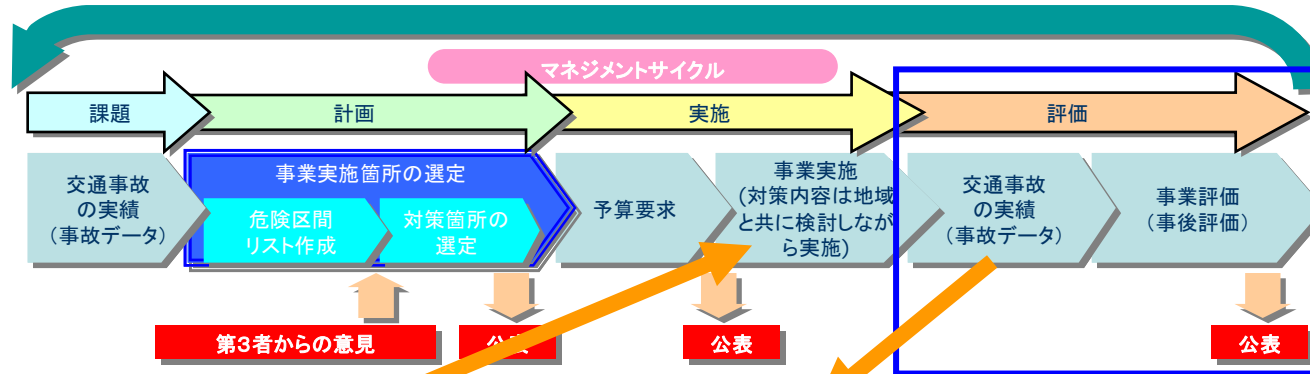 マネジメントサイクル
課題
計画
実施
評価
交通事故
の実績
(事故データ)
事業実施箇所の選定
危険区間
リスト作成
対策箇所の
選定
予算要求
事業実施
(対策内容は地域
と共に検討しなが
ら実施)
交通事故
の実績
(事故データ)
事業評価
(事後評価)
第3者からの意見
公表
公表
公表